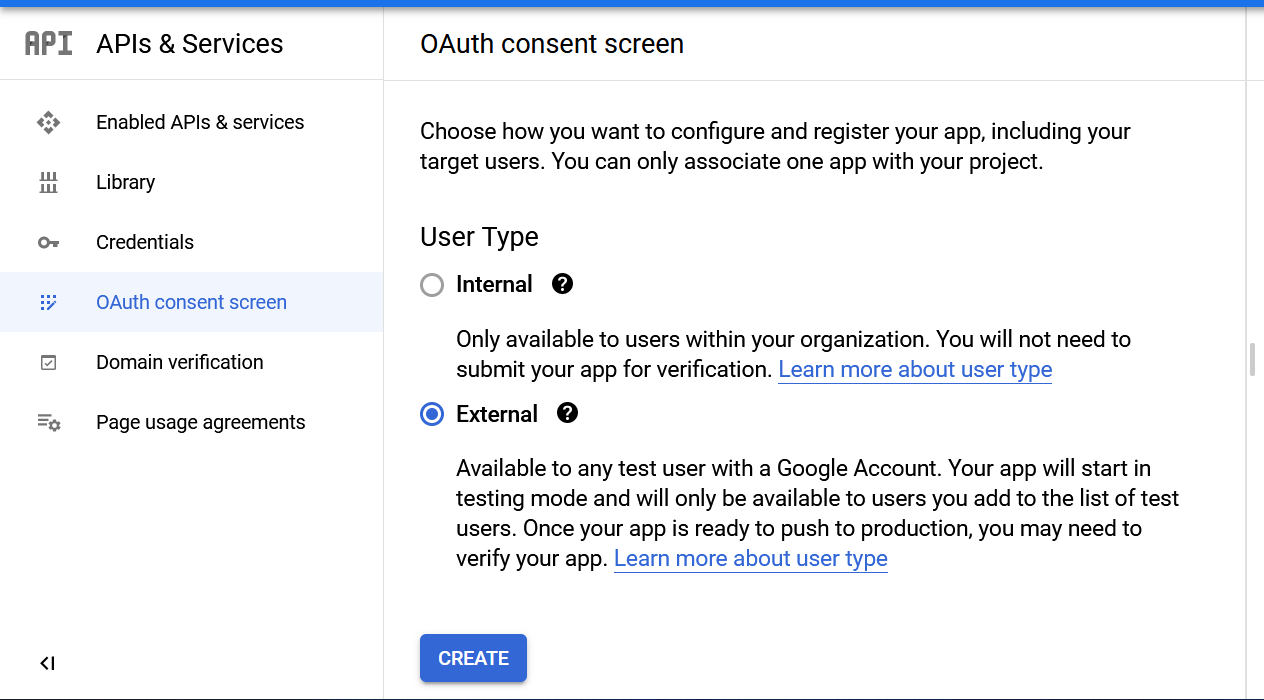 API APIs & Services
Enabled APIs & services
Library
Credentials
OAuth consent screen
Domain verification
Page usage agreements
OAuth consent screen
Choose how you want to configure and register your app, including your
target users. You can only associate one app with your project.
User Type
Internal ?
Only available to users within your organization. You will not need to
submit your app for verification. Learn more about user type
External ?
Available to any test user with a Google Account. Your app will start in
testing mode and will only be available to users you add to the list of test
users. Once your app is ready to push to production, you may need to
verify your app. Learn more about user type
CREATE